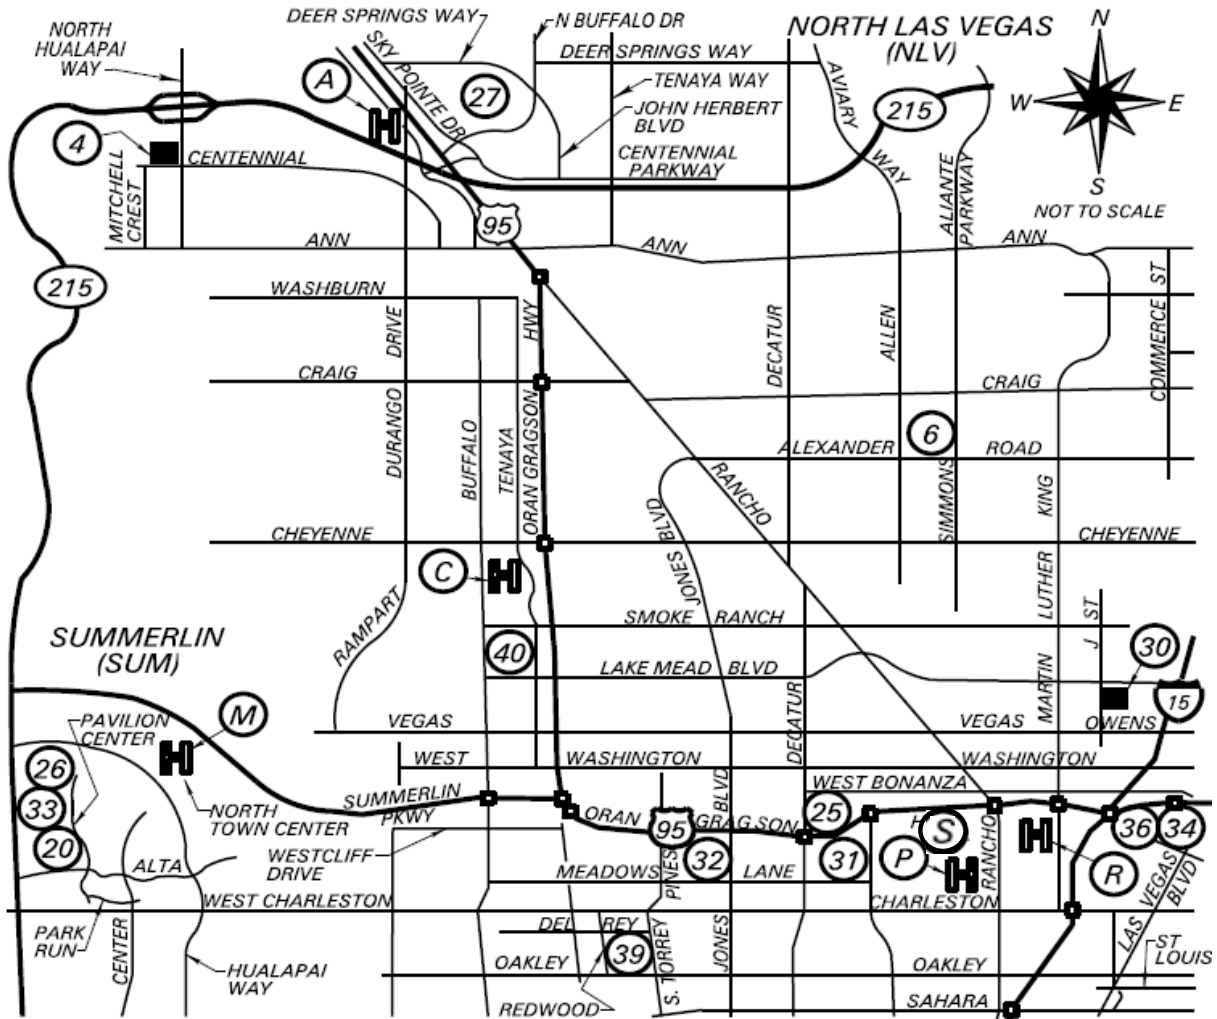 DEER SPRINGS WAY
N BUFFALO DR
NORTH LAS VEGAS
(NLV)
N
NORTH
HUALAPAI
WAY
SKY POINTE DR
DEER SPRINGS WAY
TENAYA WAY
JOHN HERBERT
BLVD
AVIARY
WAY
A
27
215
W
E
S
4
CENTENNIAL
CENTENNIAL
PARKWAY
MITCHELL
CREST
ALIANTE
PARKWAY
NOT TO SCALE
95
ANN
ANN
ANN
215
WASHBURN
HWY
DURANGO
DRIVE
DECATUR
ALLEN
COMMERCE ST
CRAIG
CRAIG
BUFFALO
TENAYA
ORAN GRAGSON
6
ALEXANDER
ROAD
RANCHO
SIMMONS
MARTIN LUTHER KING
CHEYENNE
CHEYENNE
C
JONES BLVD
RAMPART
SMOKE RANCH
J ST
SUMMERLIN
(SUM)
40
30
LAKE MEAD BLVD
15
M
PAVILION
CENTER
VEGAS
VEGAS
OWENS
DECATUR
WEST
WASHINGTON
WASHINGTON
26
33
20
NORTH
TOWN CENTER
SUMMERLIN
PKWY
WEST BONANZA
BLVD
25
ORAN
95
GRAGSON
H
S
36
34
WESTCLIFF
DRIVE
32
31
P
R
RANCHO
ALTA
MEADOWS
LANE
PINES
LAS VEGAS
BLVD
WEST CHARLESTON
CHARLESTON
PARK
RUN
CENTER
DEL REY
39
S. TORREY
JONES
ST
LOUIS
HUALAPAI
WAY
OAKLEY
OAKLEY
REDWOOD
SAHARA